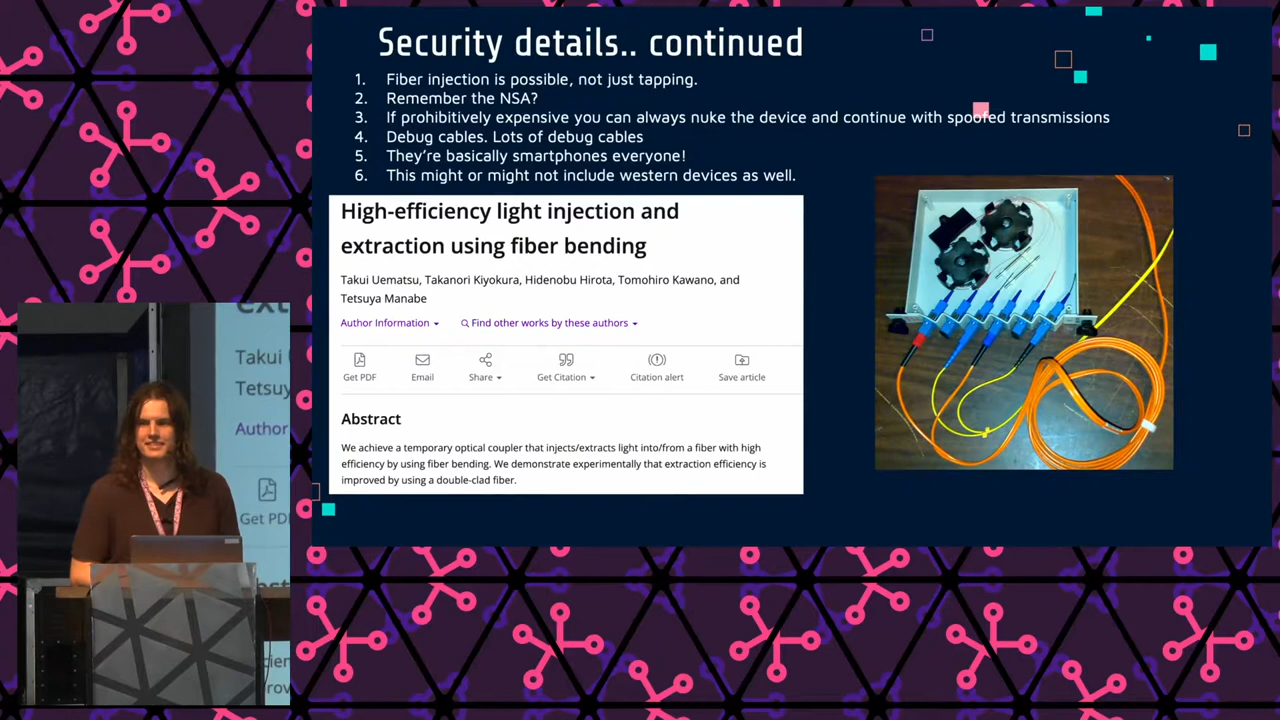 Security details.. continued
1. Fiber injection is possible, not just tapping.
2. Remember the NSA?
3. If prohibitively expensive you can always nuke the device and continue with spoofed transmissions
4. Debug cables. Lots of debug cables
5. They're basically smartphones everyone!
6. This might or might not include western devices as well.
High-efficiency light injection and
extraction using fiber bending
Takui Uematsu, Takanori Kiyokura, Hidenobu Hirota, Tomohiro Kawano, and
Tetsuya Manabe
Author Information
Find other works by these authors
Get PDF
Email
Share
Get Citation
Citation alert
Save article
Abstract
We achieve a temporary optical coupler that injects/extracts light into/from a fiber with high
efficiency by using fiber bending. We demonstrate experimentally that extraction efficiency is
improved by using a double-clad fiber.
Takui
Tetsuy
Author
Get PD